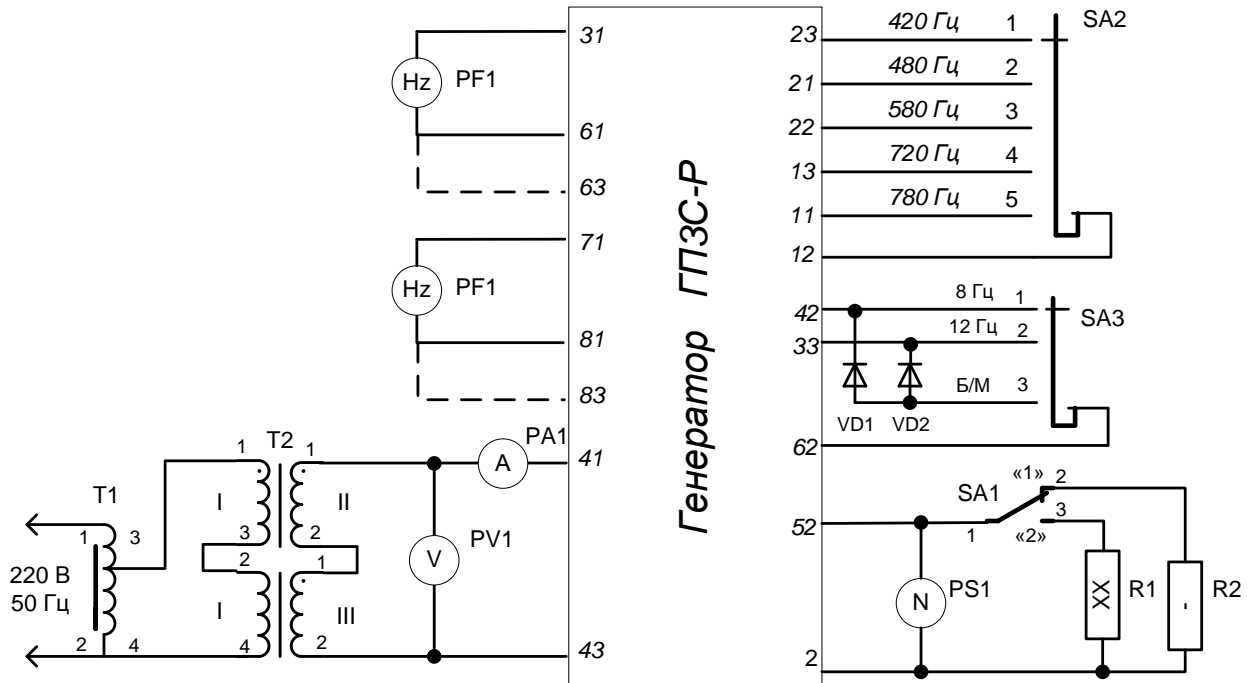 31
Hz
PF1
61
63
71
Hz
PF1
81
83
PA1
A
41
T2
1
1
T1
I
II
1
3
3
2
2
1
PV1
V
220 В
50 Гц
I
III
2
4
4
2
43
Генератор ГПЗС-Р
23
420 Гц
1
SA2
21
480 Гц
2
22
580 Гц
3
13
720 Гц
4
11
780 Гц
5
12
42
8 Гц
1
SA3
33
12 Гц
2
Б/М
3
VD1
VD2
62
«1»
2
SA1
3
52
1
«2»
PS1
N
XX
R1
-
R2
2